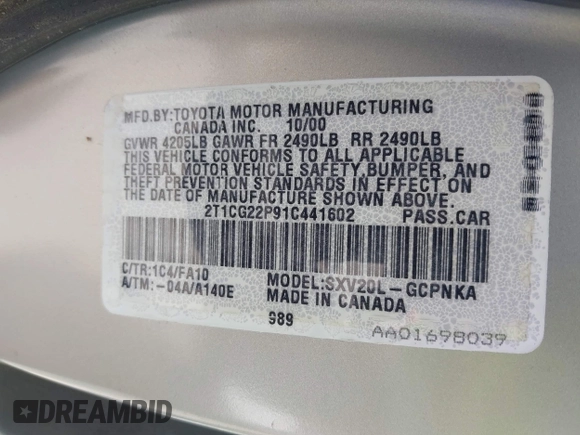 MFD.BY:TOYOTA MOTOR MANUFACTURING
CANADA INC. 10/00
GVWR 4205LB GAWR FR 2490LB RR 2490LB
THIS VEHICLE CONFORMS TO ALL APPLICABLE
FEDERAL MOTOR VEHICLE SAFETY,BUMPER, AND
THEFT PREVENTION STANDARDS IN EFFECT ON
THE DATE OF MANUFACTURE SHOWN ABOVE.
2T1CG22P91C441602 PASS.CAR
C/TR:1C4/FA10 MODEL:SXV20L-GCPNKA
A/TM:-04A/A140E MADE IN CANADA
989
AA01698039
DREAMBID